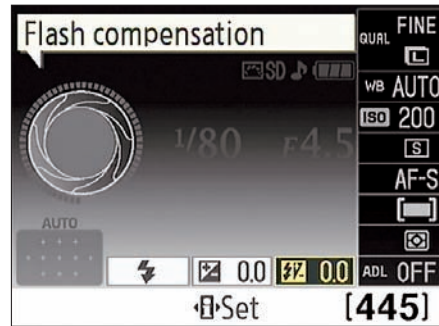 Flash compensation
QUAL FINE
L
SD
WB AUTO
ISO 200
1/80 F4.5
S
AF-S
AUTO
0.0 0.0
ADL OFF
Set [445]